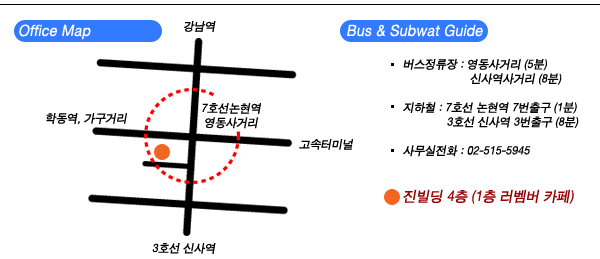 Office Map
강남역
7호선논현역
영동사거리
학동역, 가구거리
고속터미널
3호선 신사역
Bus & Subwat Guide
버스정류장 : 영동사거리 (5분)
신사역사거리 (8분)
지하철 : 7호선 논현역 7번출구 (1분)
3호선 신사역 3번출구 (8분)
사무실전화 : 02-515-5945
진빌딩 4층 (1층 러벰버 카페)